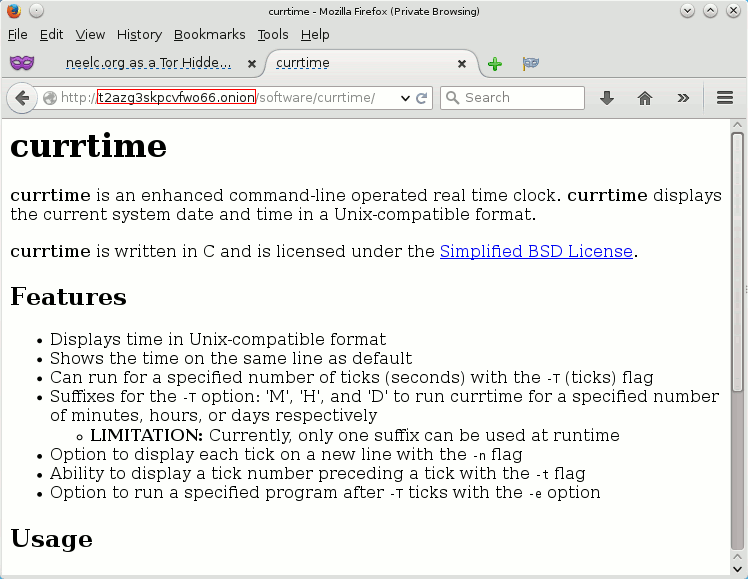 currtime - Mozilla Firefox (Private Browsing)
File Edit View History Bookmarks Tools Help
neelc.org as a Tor Hidde... currtime
http://t2azg3skpcvfwo66.onion/software/currtime/ Search
currtime
currtime is an enhanced command-line operated real time clock. currtime displays
the current system date and time in a Unix-compatible format.
currtime is written in C and is licensed under the Simplified BSD License.
Features
Displays time in Unix-compatible format
Shows the time on the same line as default
Can run for a specified number of ticks (seconds) with the -T (ticks) flag
Suffixes for the -T option: 'M', 'H', and 'D' to run currtime for a specified number
of minutes, hours, or days respectively
LIMITATION: Currently, only one suffix can be used at runtime
Option to display each tick on a new line with the -n flag
Ability to display a tick number preceding a tick with the -t flag
Option to run a specified program after -T ticks with the -e option
Usage